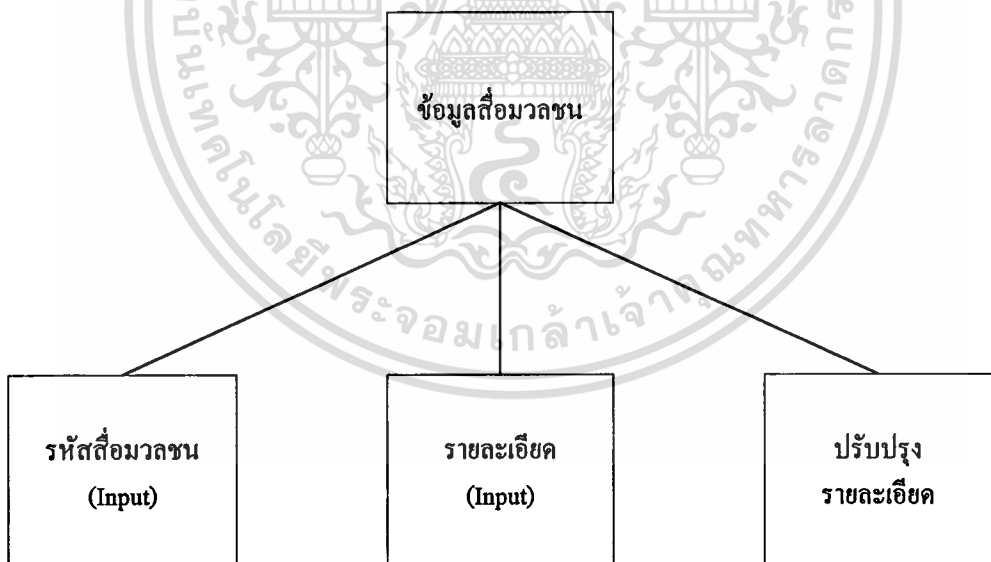 ข้อมูลสื่อมวลชน
รหัสสื่อมวลชน
(Input)
รายละเอียด
(Input)
ปรับปรุง
รายละเอียด